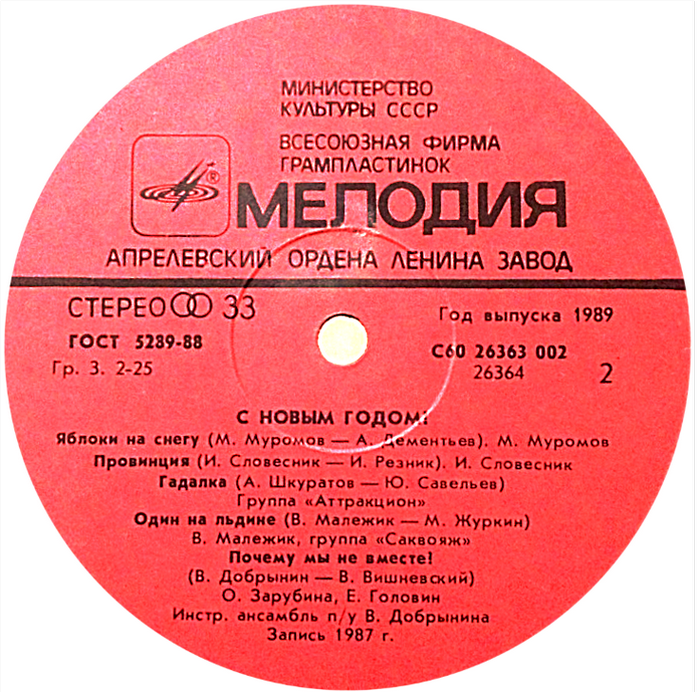 МИНИСТЕРСТВО
КУЛЬТУРЫ СССР
ВСЕСОЮЗНАЯ ФИРМА
ГРАМПЛАСТИНОК
®
МЕЛОДИЯ
АПРЕЛЕВСКИЙ ОРДЕНА ЛЕНИНА ЗАВОД
СТЕРЕО 33
Год выпуска 1989
ГОСТ 5289-88
С60 26363 002
Гр. 3. 2-25
26364
2
С НОВЫМ ГОДОМ!
Яблоки на снегу (М. Муромов — А. Дементьев). М. Муромов
Провинция (И. Словесник — И. Резник). И. Словесник
Гадалка (А. Шкуратов — Ю. Савельев)
Группа «Аттракцион»
Один на льдине (В. Малежик — М. Журкин)
В. Малежик, группа «Саквояж»
Почему мы не вместе!
(В. Добрынин — В. Вишневский)
О. Зарубина, Е. Головин
Инстр. ансамбль п/у В. Добрынина
Запись 1987 г.